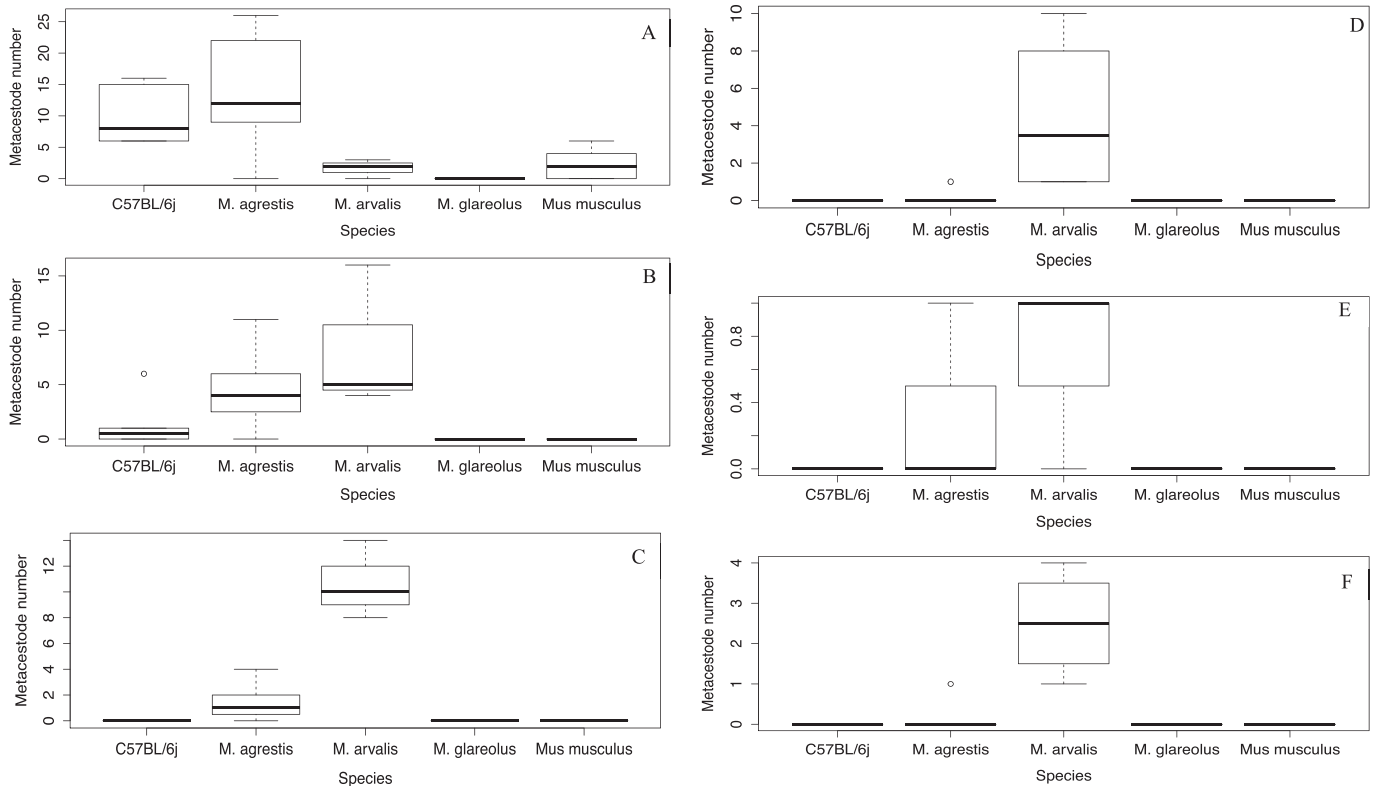 A
Metacestode number
25
20
15
10
5
0
C57BL/6j M. agrestis M. arvalis M. glareolus Mus musculus
Species
B
Metacestode number
15
10
5
0
C57BL/6j M. agrestis M. arvalis M. glareolus Mus musculus
Species
C
Metacestode number
12
8
6
4
2
0
C57BL/6j M. agrestis M. arvalis M. glareolus Mus musculus
Species
D
Metacestode number
10
8
6
4
2
0
C57BL/6j M. agrestis M. arvalis M. glareolus Mus musculus
Species
E
Metacestode number
0.8
0.4
0.0
C57BL/6j M. agrestis M. arvalis M. glareolus Mus musculus
Species
F
Metacestode number
4
3
2
1
0
C57BL/6j M. agrestis M. arvalis M. glareolus Mus musculus
Species